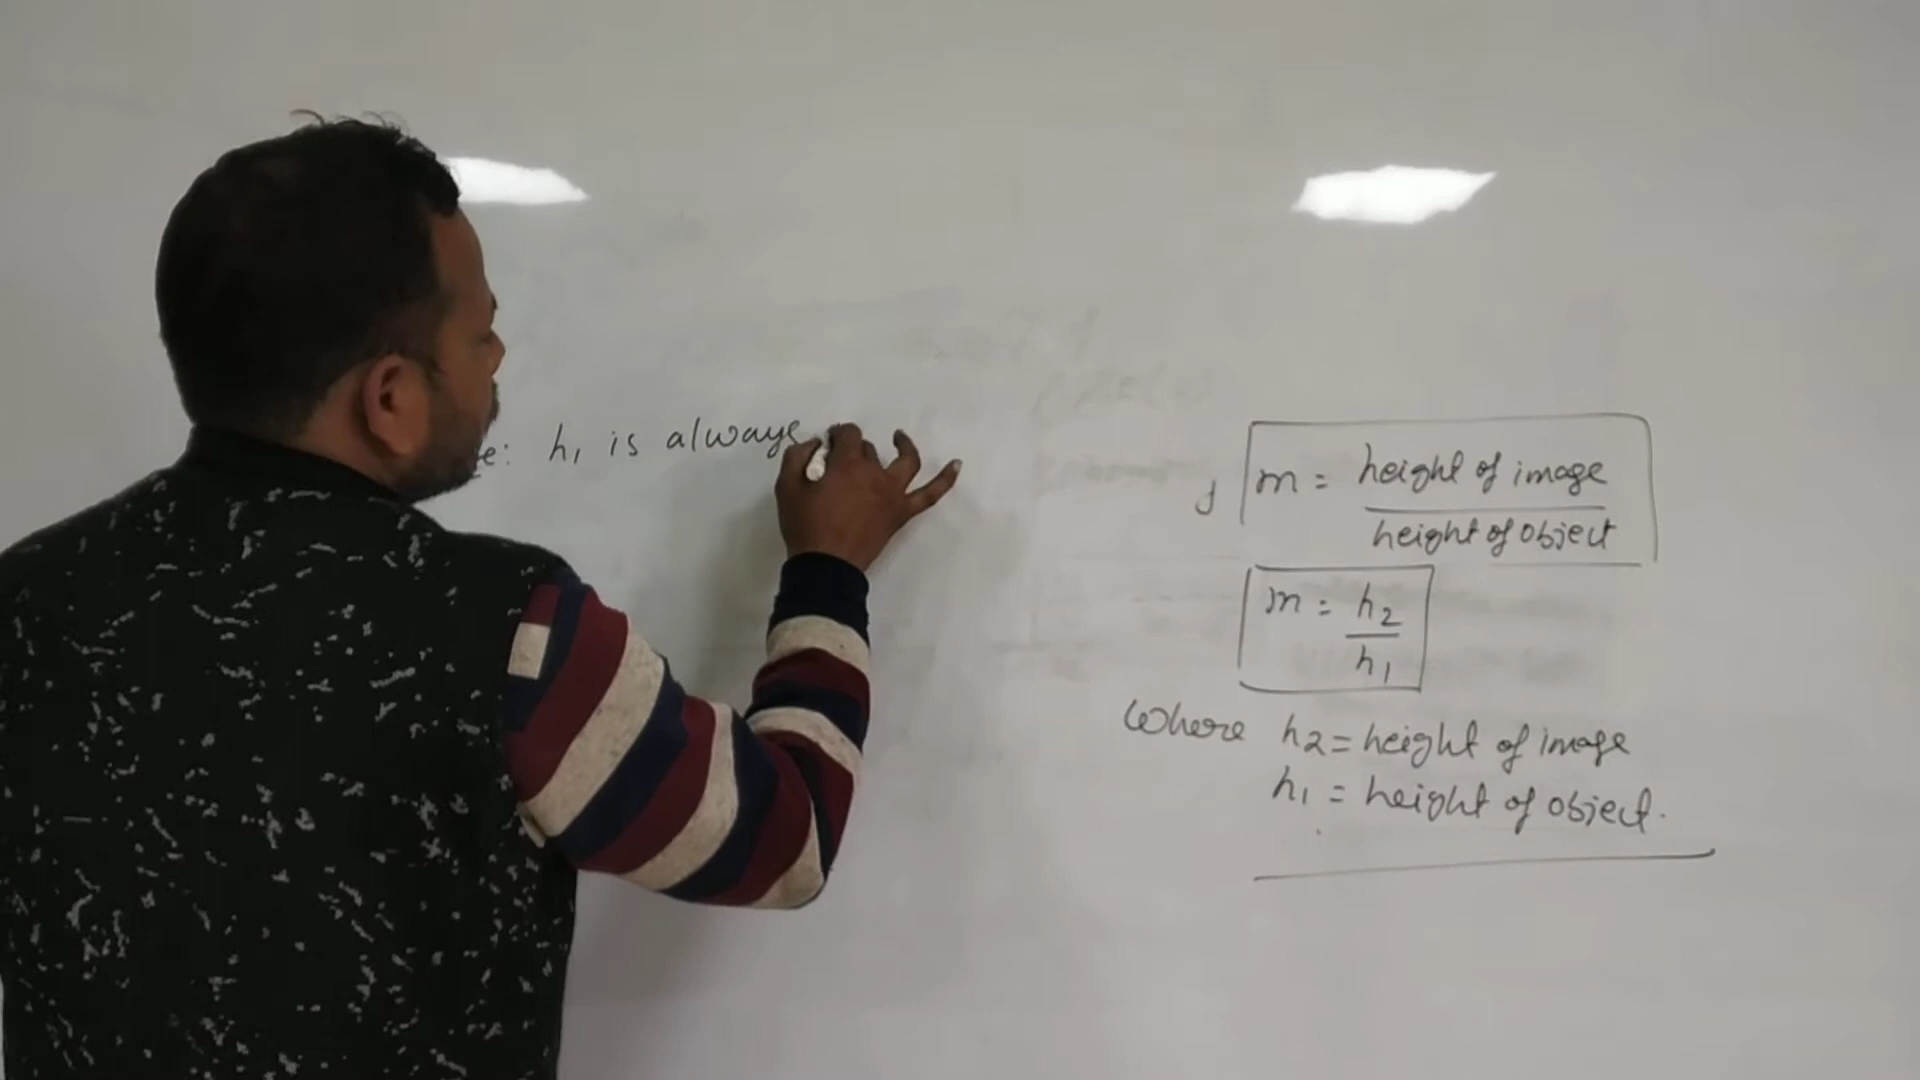 e: h1 is always
m = height of image
height of object
m = h2
h1
where h2 = height of image
h1 = height of object.